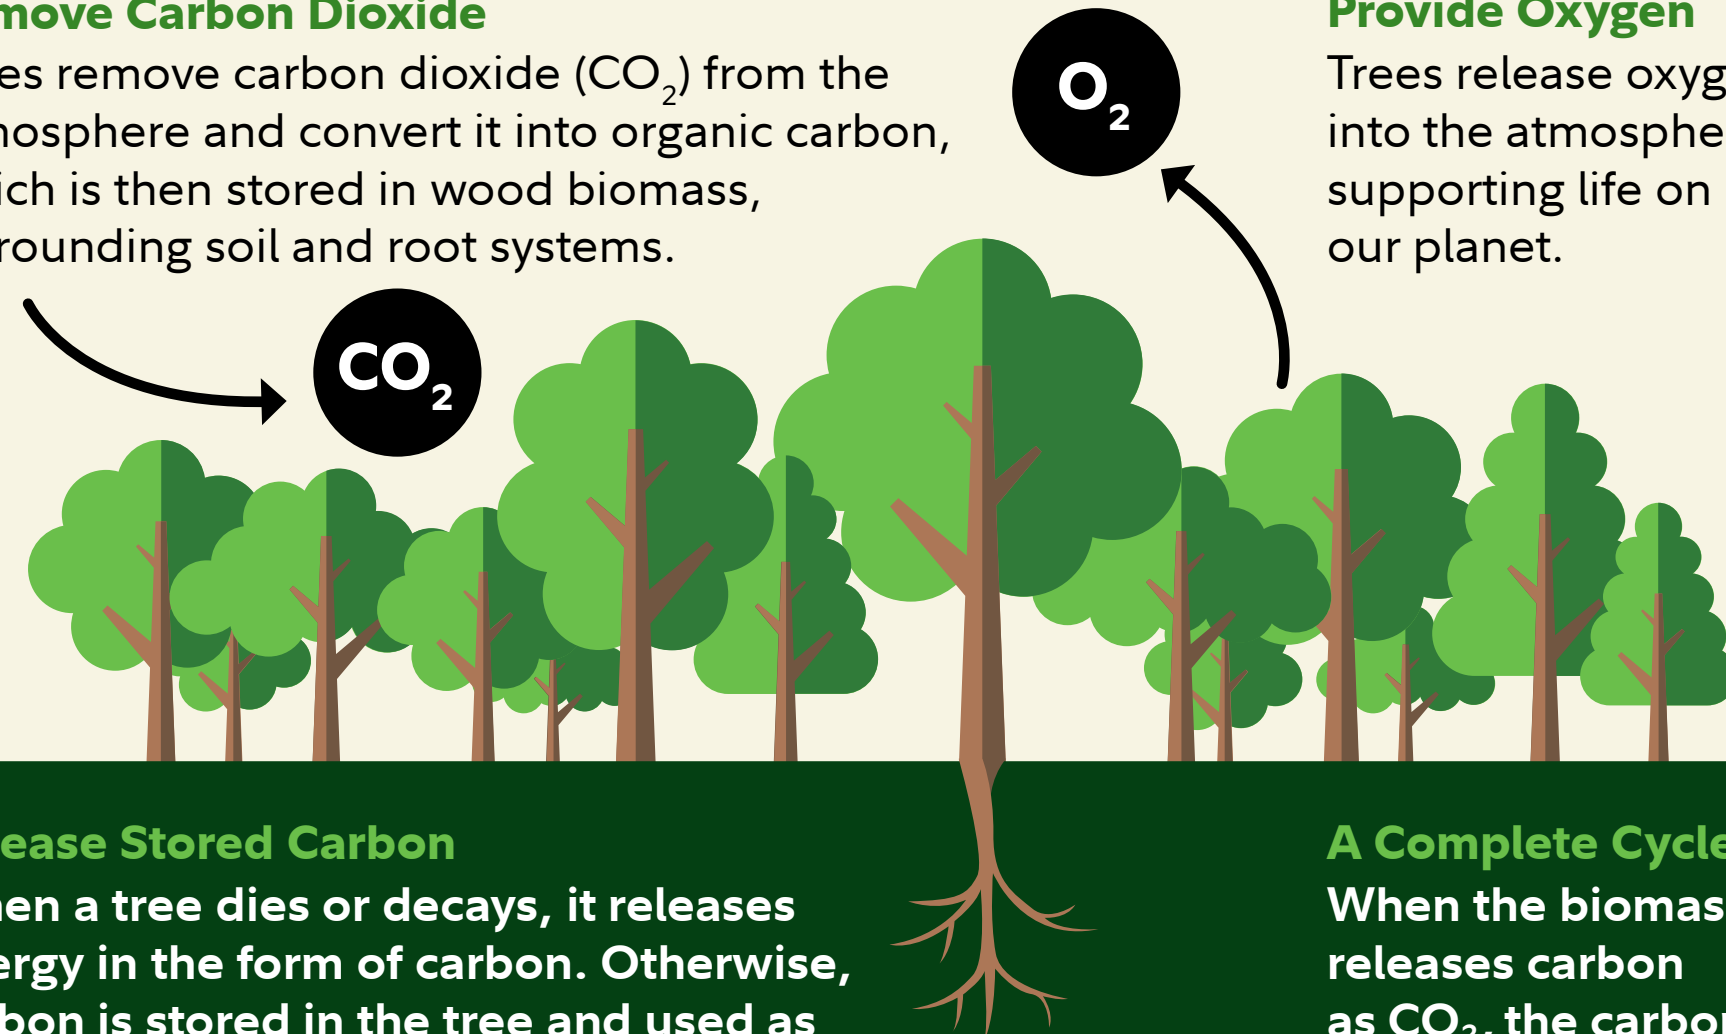 move Carbon Dioxide
es remove carbon dioxide (CO₂) from the
nosphere and convert it into organic carbon,
ich is then stored in wood biomass,
rounding soil and root systems.
CO₂
O₂
Provide Oxygen
Trees release oxyg
into the atmosphe
supporting life on
our planet.
ease Stored Carbon
en a tree dies or decays, it releases
ergy in the form of carbon. Otherwise,
bon is stored in the tree and used as
A Complete Cycle
When the biomas
releases carbon
as CO₂, the carbon